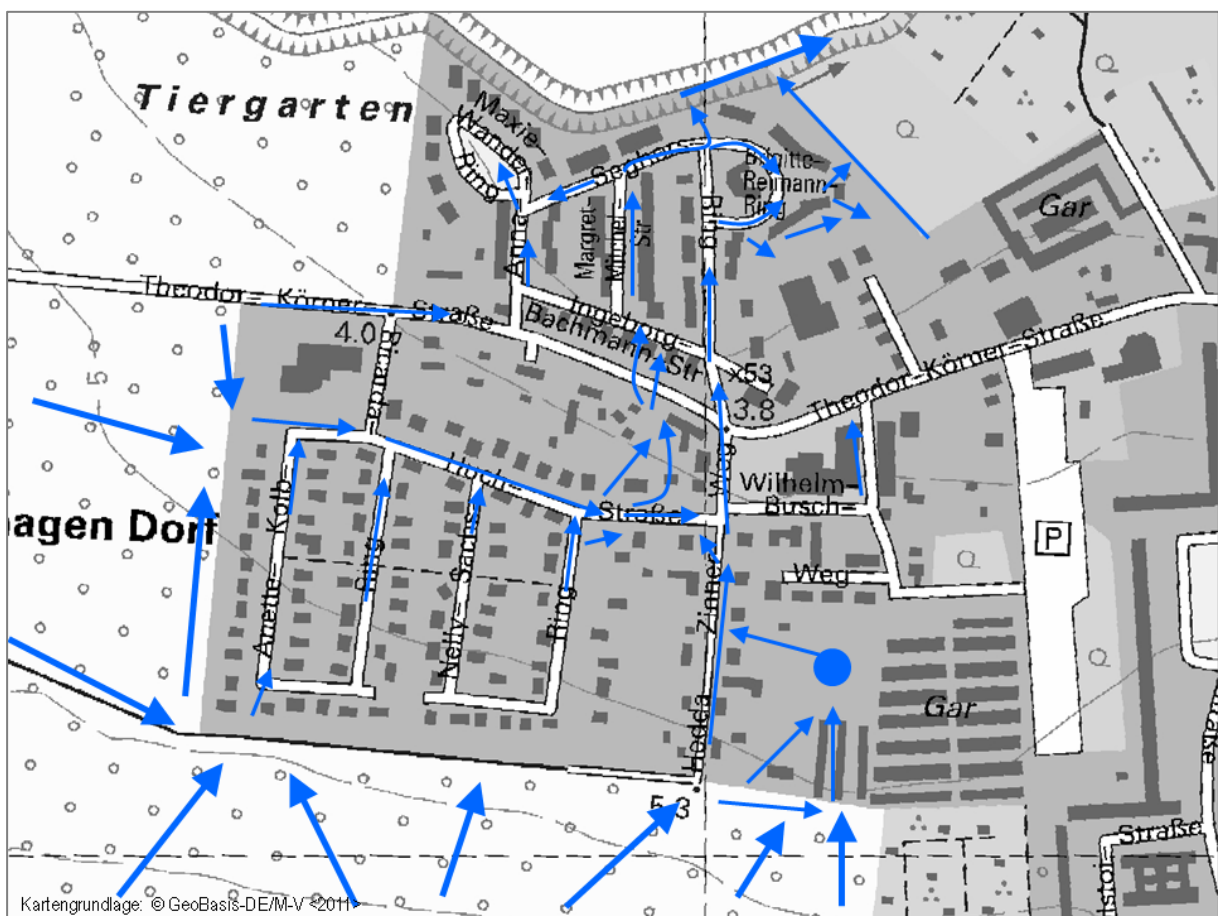 Tiergarten
Maxie-
Wander
Ring
Seghers-
Brigitte-
Reimann-
Ring
Ring
Anna
Margret-
Mitchel-
Str
Gar
Theodor- Körner- Straße
Ingeborg-
Bachmann-Str
4.0
Ricarda-
x53
3.8
Theodor-Körner-Straße
5
Huch-
Straße
Weg
Wilhelm-
Busch-
Weg
P
hagen Dorf
Anette- Kolb-
Ring
Nelly- Sachs-
Ring
Hedda Zinner
Gar
5.3
Straße
Kartengrundlage: © GeoBasis-DE/M-V <2011>